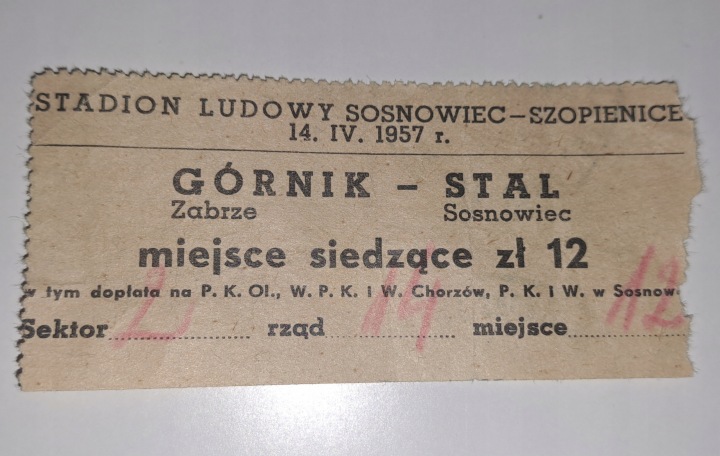 STADION LUDOWY SOSNOWIEC–SZOPIENICE
14. IV. 1957 r.
GÓRNIK – STAL
Zabrze Sosnowiec
miejsce siedzące zł 12
w tym dopłata na P. K. Ol., W. P. K. i W. Chorzów, P. K. i W. w Sosnow
Sektor 2 rząd 14 miejsce 12